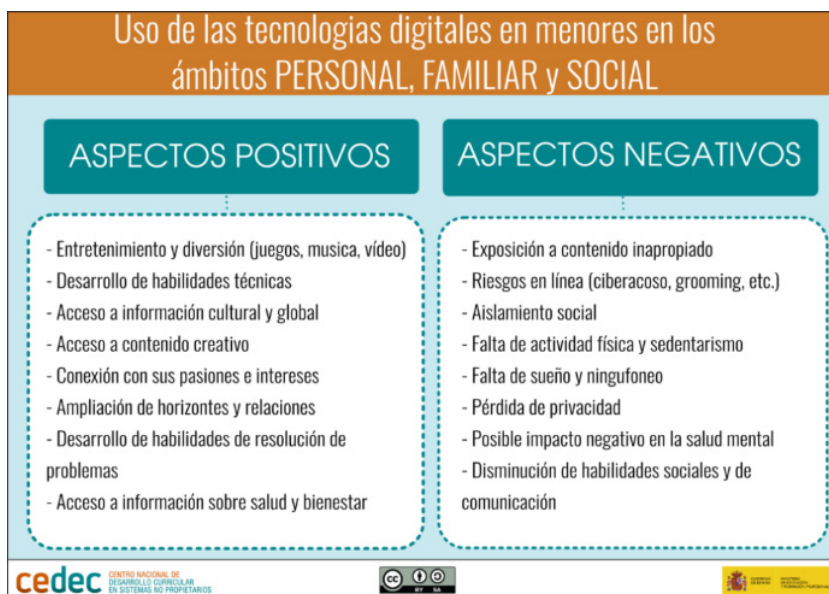 Uso de las tecnologias digitales en menores en los
ámbitos PERSONAL, FAMILIAR y SOCIAL
ASPECTOS POSITIVOS
- Entretenimiento y diversión (juegos, musica, vídeo)
- Desarrollo de habilidades técnicas
- Acceso a información cultural y global
- Acceso a contenido creativo
- Conexión con sus pasiones e intereses
- Ampliación de horizontes y relaciones
- Desarrollo de habilidades de resolución de
problemas
- Acceso a información sobre salud y bienestar
ASPECTOS NEGATIVOS
- Exposición a contenido inapropiado
- Riesgos en línea (ciberacoso, grooming, etc.)
- Aislamiento social
- Falta de actividad física y sedentarismo
- Falta de sueño y ningufoneo
- Pérdida de privacidad
- Posible impacto negativo en la salud mental
- Disminución de habilidades sociales y de
comunicación
cedec
CENTRO NACIONAL DE
DESARROLLO CURRICULAR
EN SISTEMAS NO PROPIETARIOS
cc
BY SA